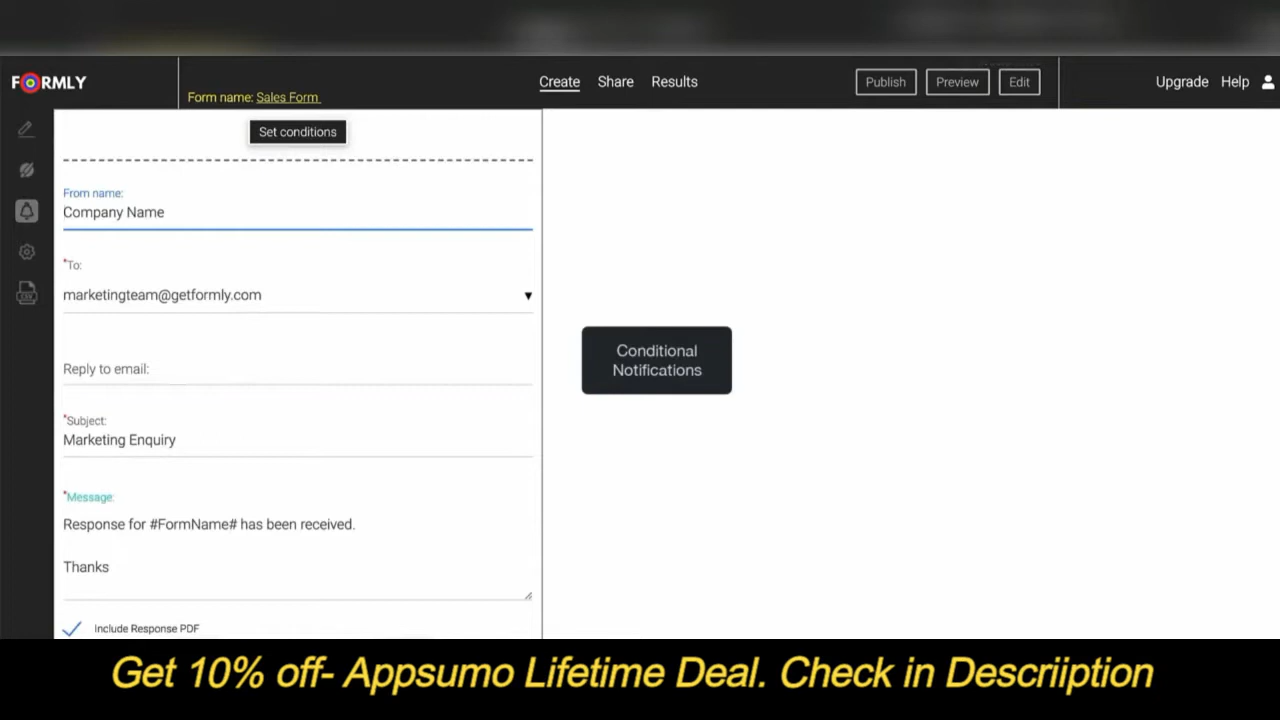 FORMLY
Form name: Sales Form
Create
Share
Results
Publish
Preview
Edit
Upgrade
Help
Set conditions
From name:
Company Name
*To:
marketingteam@getformly.com
Reply to email:
*Subject:
Marketing Enquiry
*Message:
Response for #FormName# has been received.
Thanks
Include Response PDF
Conditional
Notifications
Get 10% off- Appsumo Lifetime Deal. Check in Descriiption